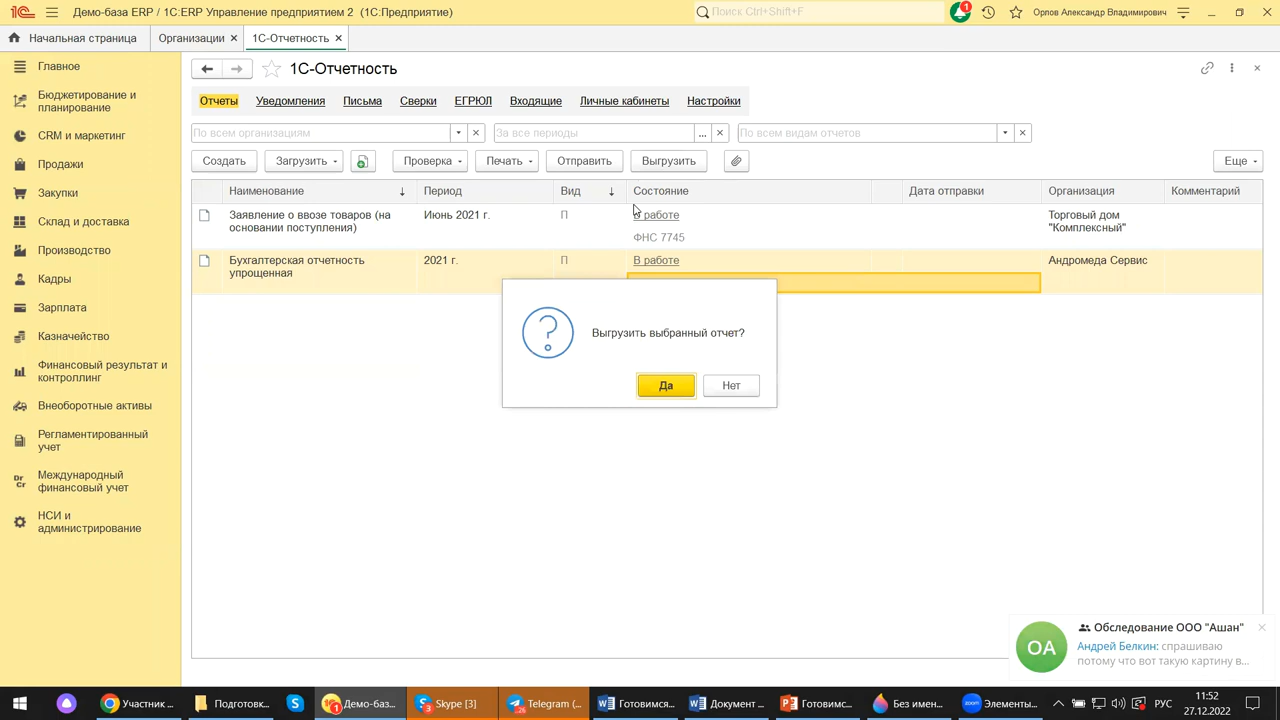 Демо-база ERP / 1С:ERP Управление предприятием 2 (1С:Предприятие)
Поиск Ctrl+Shift+F
1
Орлов Александр Владимирович
Начальная страница
Организации ×
1С-Отчетность ×
Главное
Бюджетирование и
планирование
CRM и маркетинг
Продажи
Закупки
Склад и доставка
Производство
Кадры
Зарплата
Казначейство
Финансовый результат и
контроллинг
Внеоборотные активы
Регламентированный
учет
Международный
финансовый учет
НСИ и
администрирование
1С-Отчетность
Отчеты Уведомления Письма Сверки ЕГРЮЛ Входящие Личные кабинеты Настройки
По всем организациям
За все периоды
...
По всем видам отчетов
Создать Загрузить Проверка Печать Отправить Выгрузить Еще
Наименование Период Вид Состояние Дата отправки Организация Комментарий
Заявление о ввозе товаров (на
основании поступления)
Июнь 2021 г.
П
В работе
ФНС 7745
Торговый дом
"Комплексный"
Бухгалтерская отчетность
упрощенная
2021 г.
П
В работе
Андромеда Сервис
Выгрузить выбранный отчет?
Да Нет
ОА
Обследование ООО "Ашан"
Андрей Белкин: спрашиваю
потому что вот такую картину в...
Участник ...
Подготовк...
Демо-баз...
Skype [3]
Telegram (...
Готовимся...
Документ ...
Готовимс...
Без имен...
Элементы...
РУС
11:52
27.12.2022